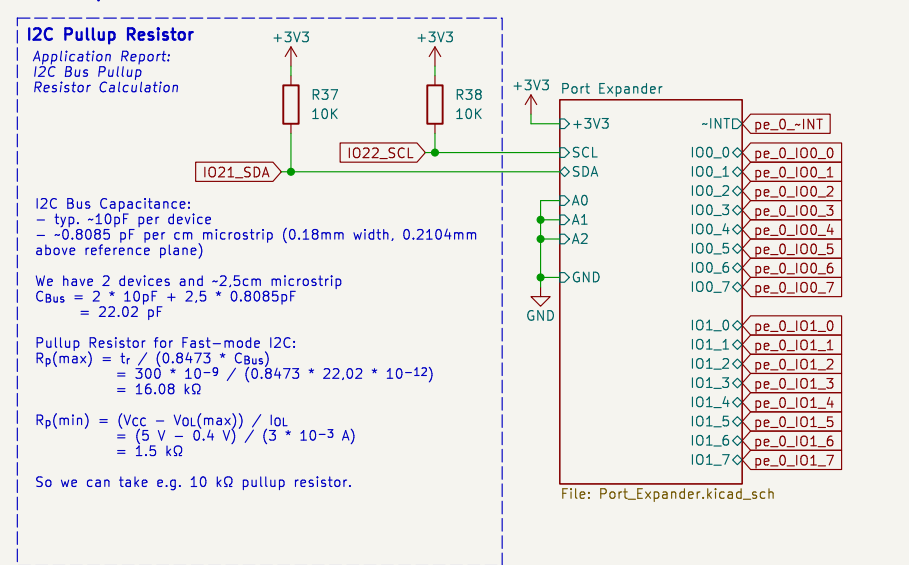 I2C Pullup Resistor
Application Report:
I2C Bus Pullup
Resistor Calculation
+3V3
+3V3
R37
10K
R38
10K
IO22_SCL
IO21_SDA
I2C Bus Capacitance:
- typ. ~10pF per device
- ~0.8085 pF per cm microstrip (0.18mm width, 0.2104mm
above reference plane)
We have 2 devices and ~2,5cm microstrip
CBus = 2 * 10pF + 2,5 * 0.8085pF
= 22.02 pF
Pullup Resistor for Fast-mode I2C:
Rp(max) = tr / (0.8473 * CBus)
= 300 * 10-9 / (0.8473 * 22,02 * 10-12)
= 16.08 kΩ
Rp(min) = (VCC - VOL(max)) / IOL
= (5 V - 0.4 V) / (3 * 10-3 A)
= 1.5 kΩ
So we can take e.g. 10 kΩ pullup resistor.
+3V3
Port Expander
+3V3
SCL
SDA
A0
A1
A2
GND
GND
~INT
IO0_0
IO0_1
IO0_2
IO0_3
IO0_4
IO0_5
IO0_6
IO0_7
IO1_0
IO1_1
IO1_2
IO1_3
IO1_4
IO1_5
IO1_6
IO1_7
pe_0_~INT
pe_0_IO0_0
pe_0_IO0_1
pe_0_IO0_2
pe_0_IO0_3
pe_0_IO0_4
pe_0_IO0_5
pe_0_IO0_6
pe_0_IO0_7
pe_0_IO1_0
pe_0_IO1_1
pe_0_IO1_2
pe_0_IO1_3
pe_0_IO1_4
pe_0_IO1_5
pe_0_IO1_6
pe_0_IO1_7
File: Port_Expander.kicad_sch